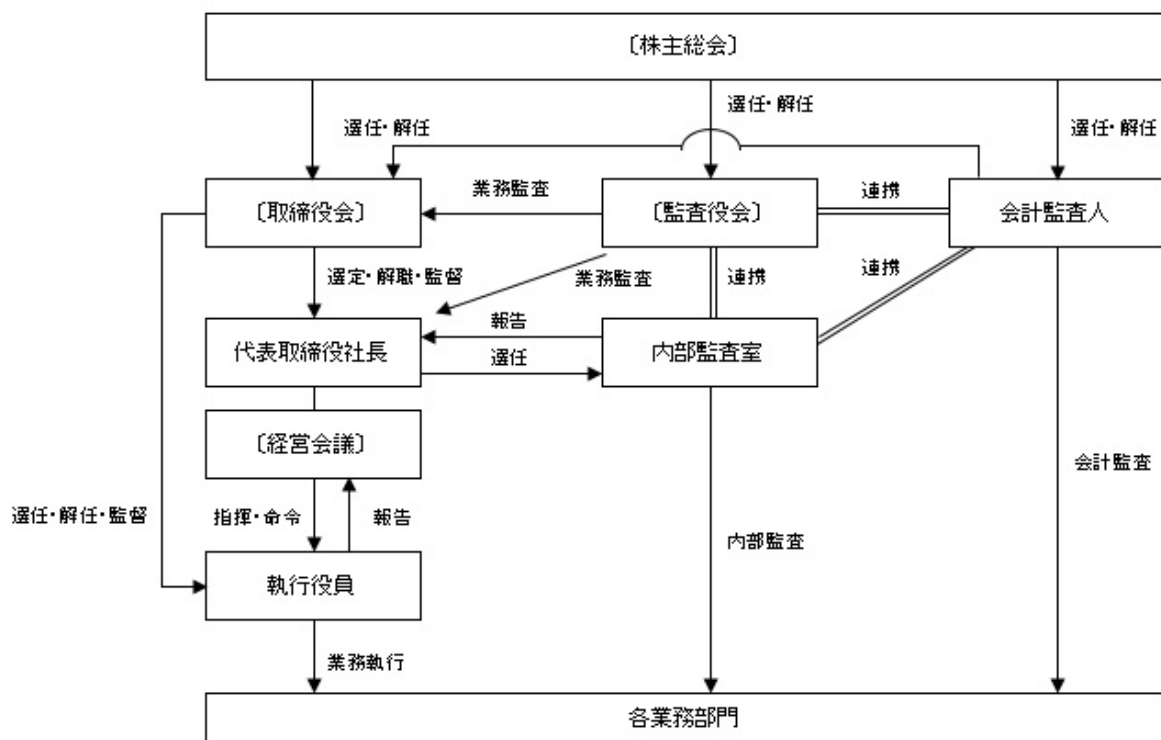 〔株主総会〕
選任・解任
選任・解任
選任・解任
〔取締役会〕
業務監査
〔監査役会〕
連携
会計監査人
選定・解職・監督
業務監査
連携
連携
代表取締役社長
報告
選任
内部監査室
〔経営会議〕
会計監査
選任・解任・監督
指揮・命令
報告
内部監査
執行役員
業務執行
各業務部門